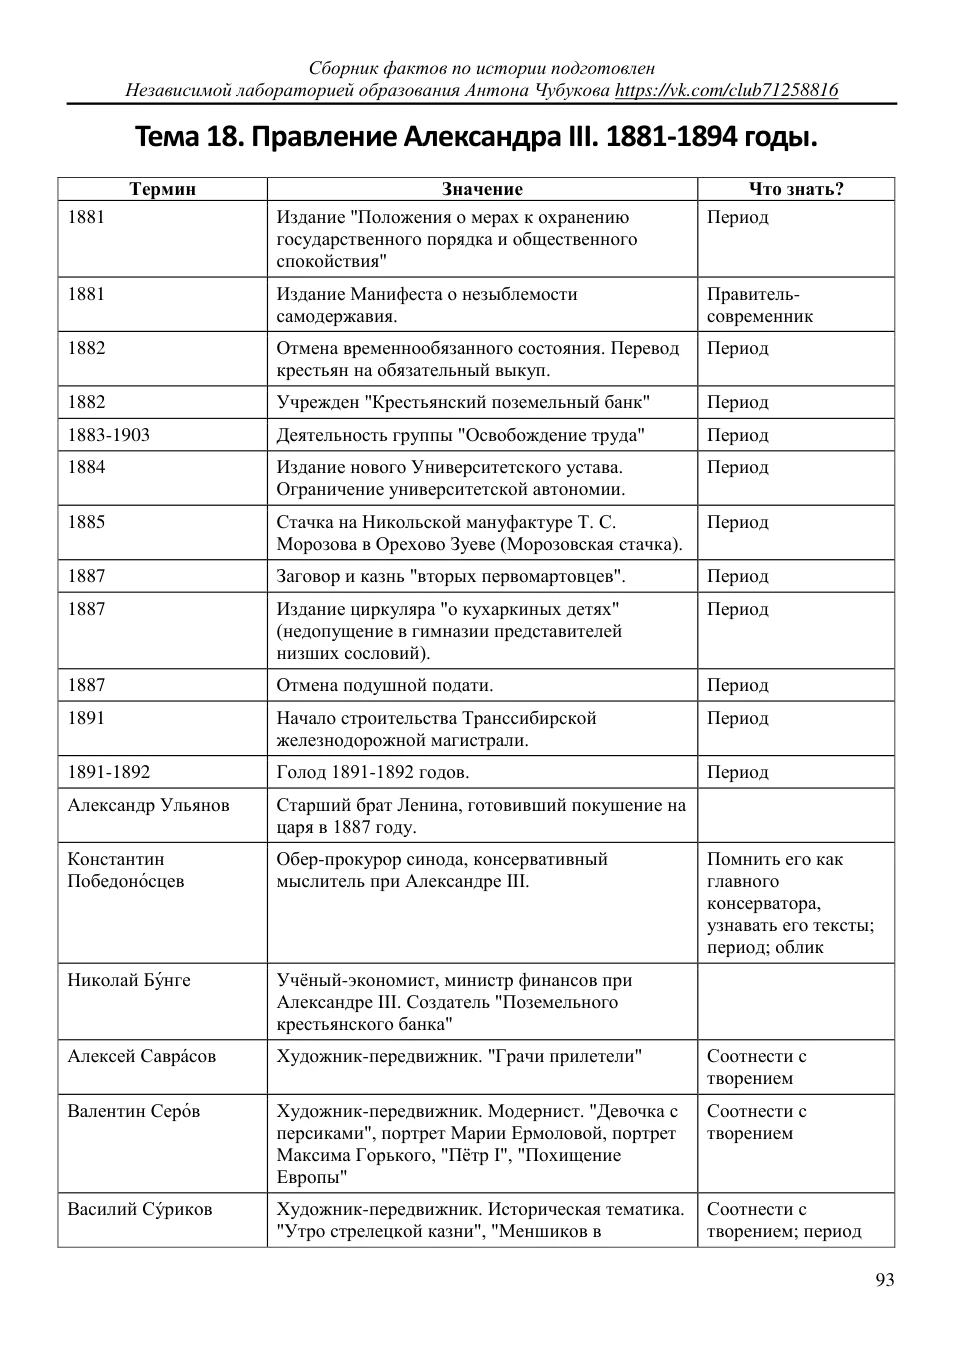 Сборник фактов по истории подготовлен
Независимой лабораторией образования Антона Чубукова https://vk.com/club71258816
Тема 18. Правление Александра III. 1881-1894 годы.
Термин Значение Что знать?
1881 Издание "Положения о мерах к охранению Период
государственного порядка и общественного
спокойствия"
1881 Издание Манифеста о незыблемости Правитель-
самодержавия. современник
1882 Отмена временнообязанного состояния. Перевод Период
крестьян на обязательный выкуп.
1882 Учрежден "Крестьянский поземельный банк" Период
1883-1903 Деятельность группы "Освобождение труда" Период
1884 Издание нового Университетского устава. Период
Ограничение университетской автономии.
1885 Стачка на Никольской мануфактуре Т. С. Период
Морозова в Орехово Зуеве (Морозовская стачка).
1887 Заговор и казнь "вторых первомартовцев". Период
1887 Издание циркуляра "о кухаркиных детях" Период
(недопущение в гимназии представителей
низших сословий).
1887 Отмена подушной подати. Период
1891 Начало строительства Транссибирской Период
железнодорожной магистрали.
1891-1892 Голод 1891-1892 годов. Период
Александр Ульянов Старший брат Ленина, готовивший покушение на
царя в 1887 году.
Константин Обер-прокурор синода, консервативный Помнить его как
Победоно́сцев мыслитель при Александре III. главного
консерватора,
узнавать его тексты;
период; облик
Николай Бу́нге Учёный-экономист, министр финансов при
Александре III. Создатель "Поземельного
крестьянского банка"
Алексей Савра́сов Художник-передвижник. "Грачи прилетели" Соотнести с
творением
Валентин Серо́в Художник-передвижник. Модернист. "Девочка с Соотнести с
персиками", портрет Марии Ермоловой, портрет творением
Максима Горького, "Пётр I", "Похищение
Европы"
Василий Су́риков Художник-передвижник. Историческая тематика. Соотнести с
"Утро стрелецкой казни", "Меншиков в творением; период
93